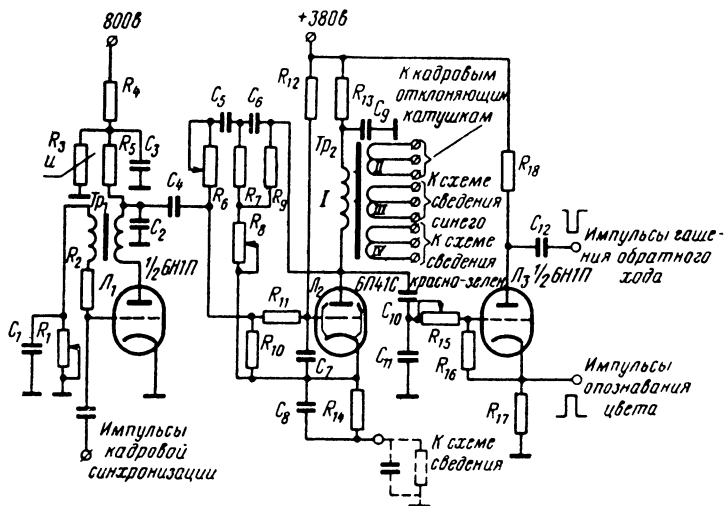 800в
+380в
R4
R12
R13
C9
К кадровым
отклоняющим
катушкам
R3
и
R5
C3
C5
C6
Тр2
Тр1
C4
R6
R7
R9
I
II
III
IV
К схеме
сведения
синего
К схеме
сведения
красно-зелен.
R18
C12
Импульсы гаше-
ния обратного
хода
R2
Л1
C2
1/2 6Н1П
R8
R11
Л2
6П41С
C10
R15
Л3 1/2 6Н1П
C1
R1
R10
C7
C11
R16
Импульсы
опознавания
цвета
C8
R14
R17
Импульсы
кадровой
синхронизации
К схеме
сведения